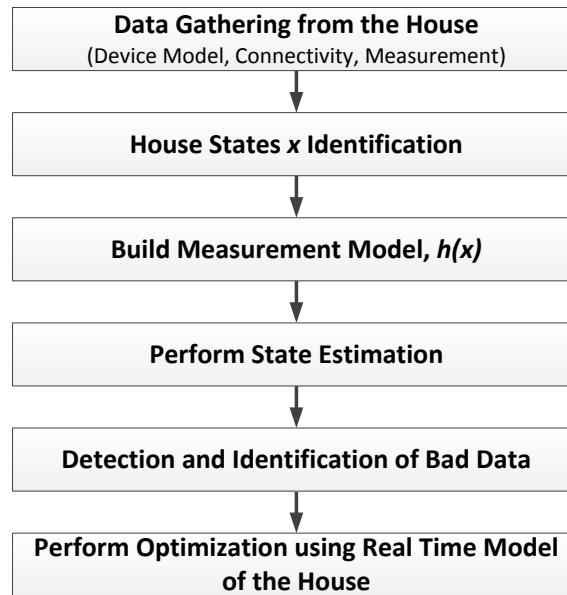 Data Gathering from the House
(Device Model, Connectivity, Measurement)
House States x Identification
Build Measurement Model, h(x)
Perform State Estimation
Detection and Identification of Bad Data
Perform Optimization using Real Time Model
of the House